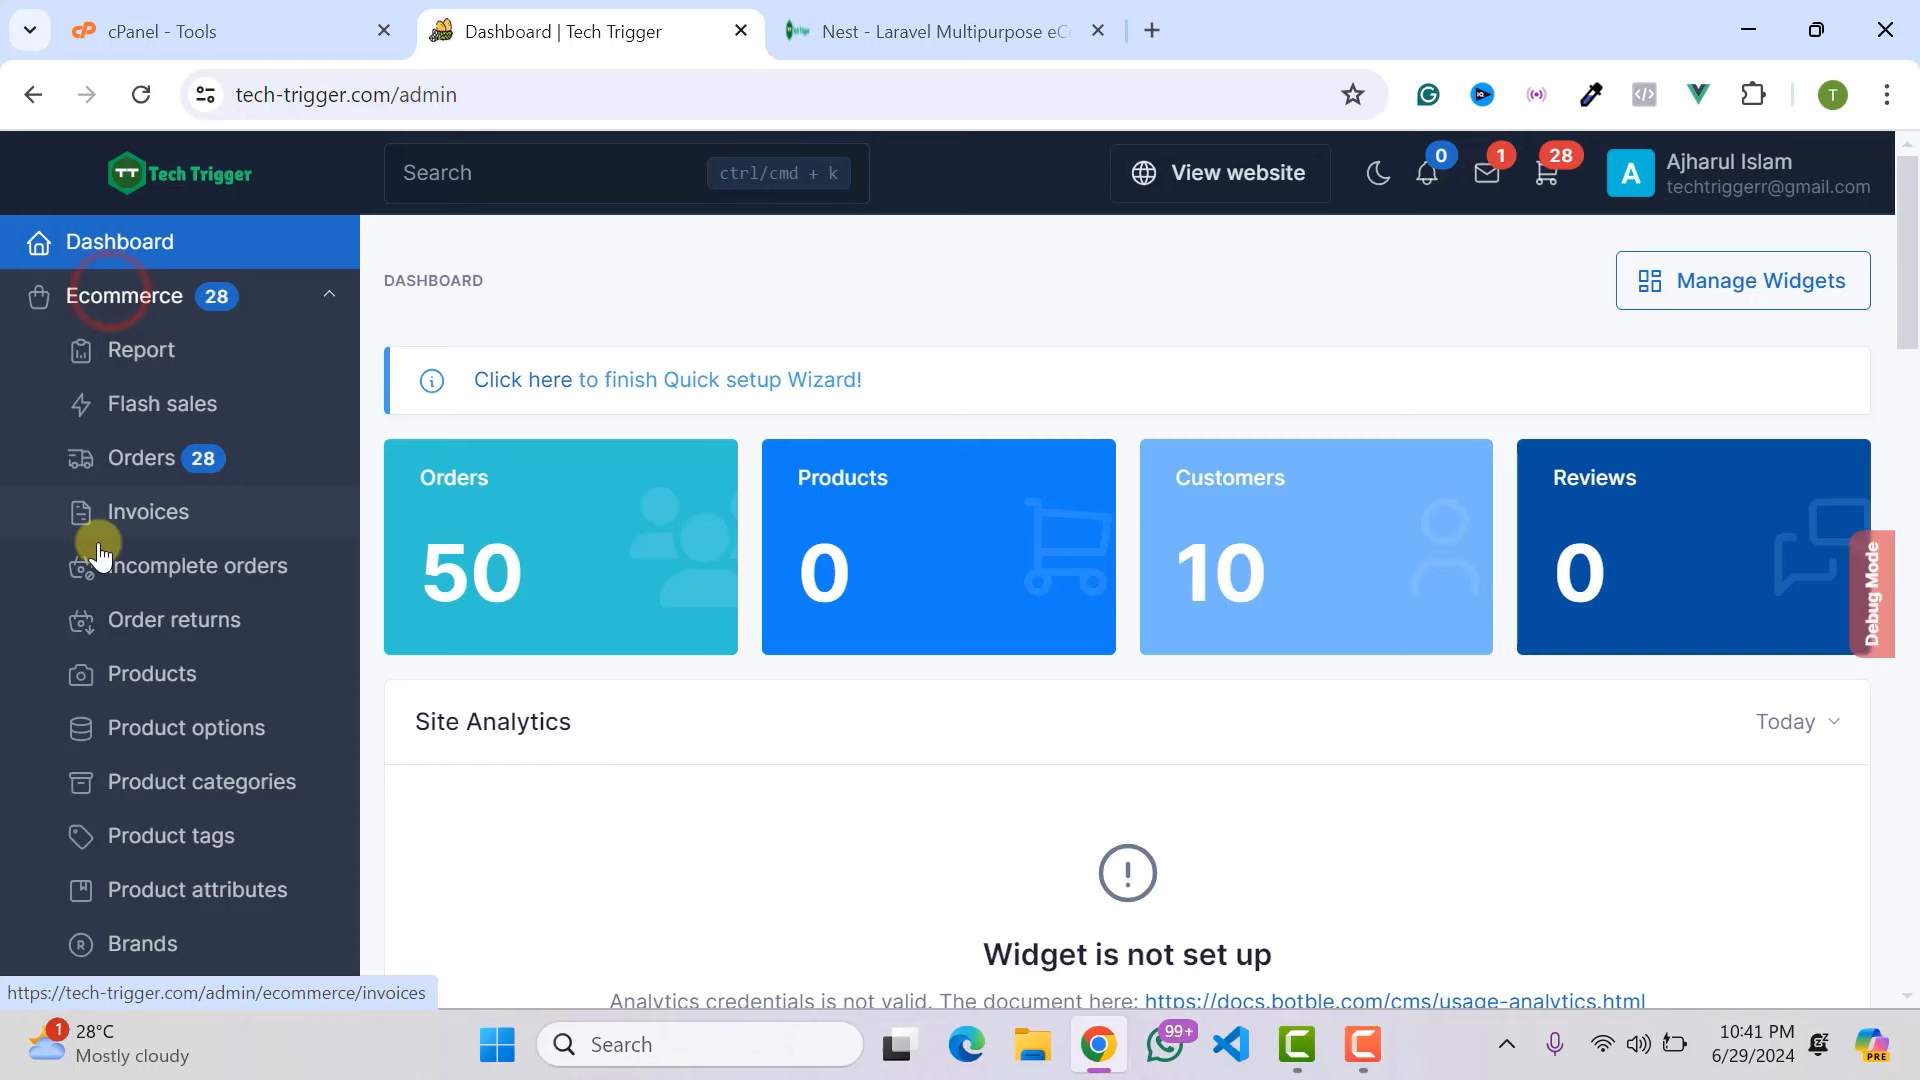 cPanel - Tools
Dashboard | Tech Trigger
Nest - Laravel Multipurpose eCo
tech-trigger.com/admin
T
TT Tech Trigger
Search
ctrl/cmd + k
View website
0
1
28
A
Ajharul Islam
techtriggerr@gmail.com
Dashboard
Ecommerce 28
Report
Flash sales
Orders 28
Invoices
Incomplete orders
Order returns
Products
Product options
Product categories
Product tags
Product attributes
Brands
https://tech-trigger.com/admin/ecommerce/invoices
DASHBOARD
Manage Widgets
Click here to finish Quick setup Wizard!
Orders
50
Products
0
Customers
10
Reviews
0
Debug Mode
Site Analytics
Today
Widget is not set up
Analytics credentials is not valid. The document here: https://docs.botble.com/cms/usage-analytics.html
1
28°C
Mostly cloudy
Search
99+
10:41 PM
6/29/2024
PRE